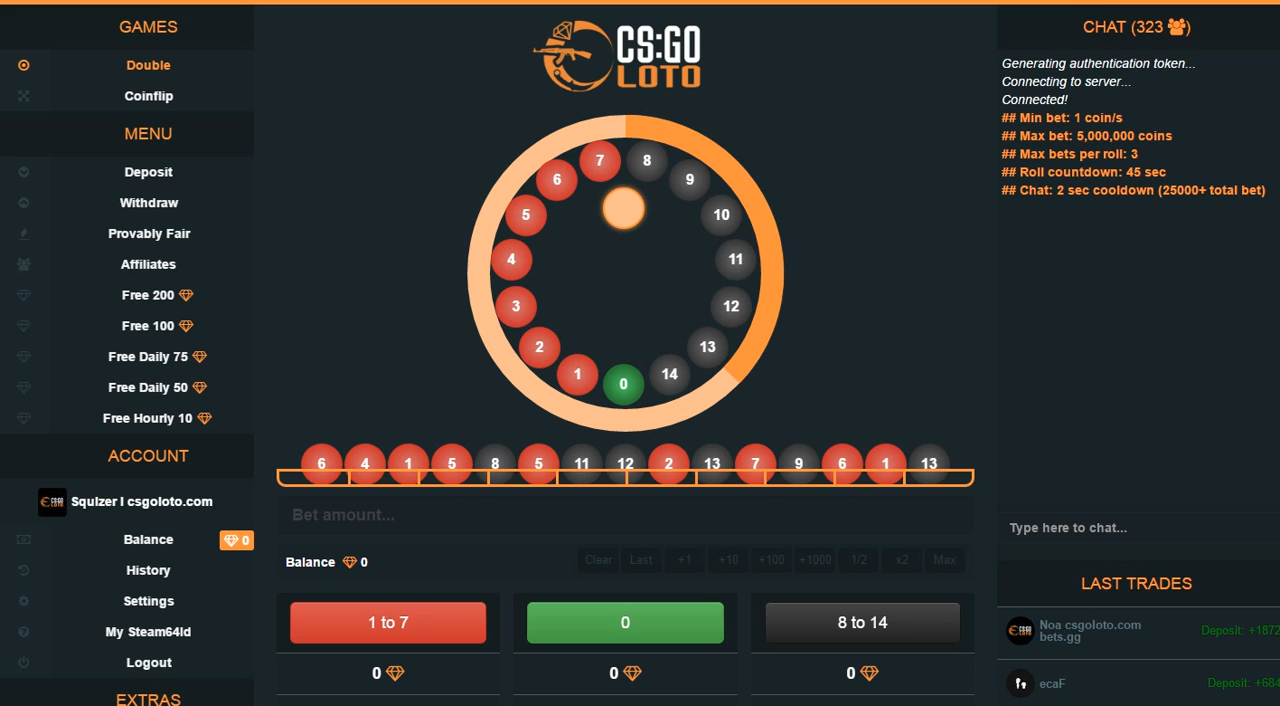 GAMES
Double
Coinflip
MENU
Deposit
Withdraw
Provably Fair
Affiliates
Free 200
Free 100
Free Daily 75
Free Daily 50
Free Hourly 10
ACCOUNT
Squlzer I csgoloto.com
Balance 0
History
Settings
My Steam64Id
Logout
EXTRAS
CS:GO
LOTO
7 8
6 9
5 10
4 11
3 12
2 13
1 0 14
6 4 1 5 8 5 11 12 2 13 7 9 6 1 13
Bet amount...
Balance 0
Clear Last +1 +10 +100 +1000 1/2 x2 Max
1 to 7 0 8 to 14
0 0 0
CHAT (323 )
Generating authentication token...
Connecting to server...
Connected!
## Min bet: 1 coin/s
## Max bet: 5,000,000 coins
## Max bets per roll: 3
## Roll countdown: 45 sec
## Chat: 2 sec cooldown (25000+ total bet)
Type here to chat...
LAST TRADES
Noa csgoloto.com
bets.gg
Deposit: +1872
ecaF Deposit: +684